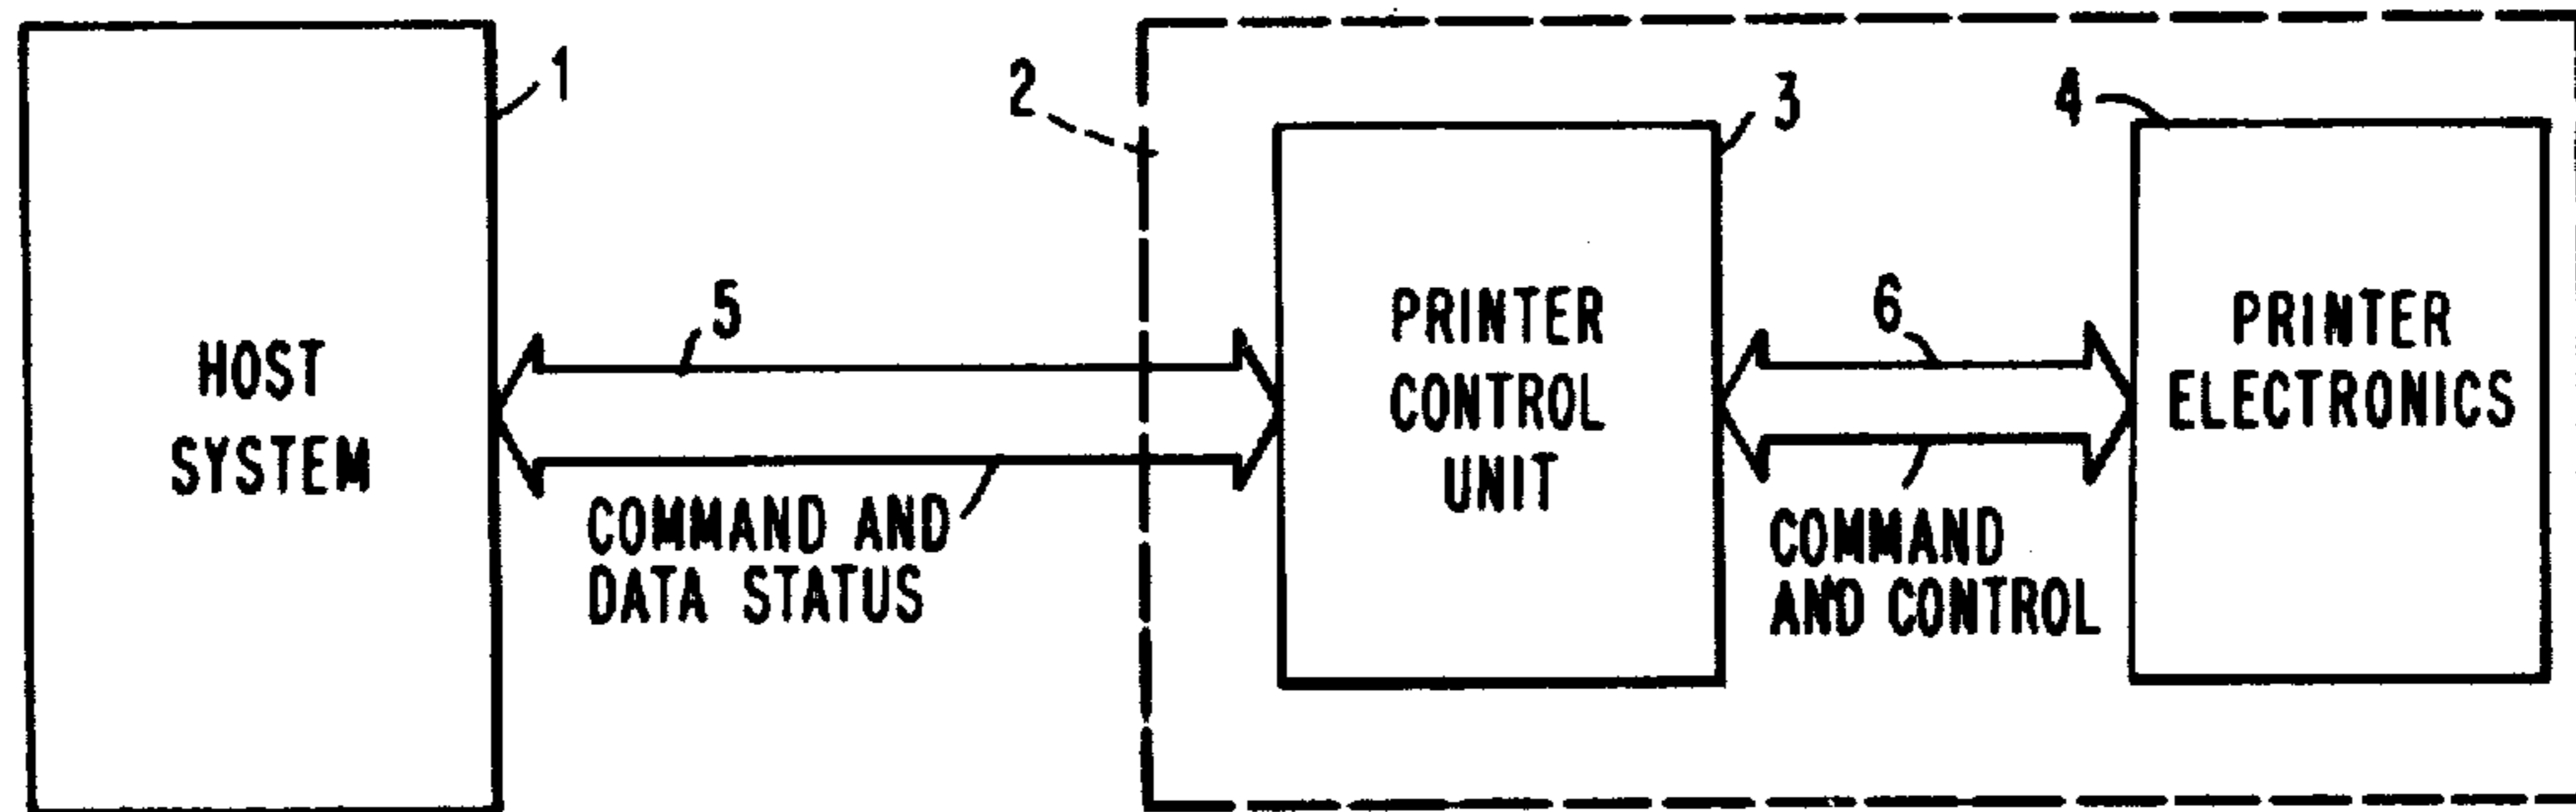 1
2
3
4
HOST
SYSTEM
5
COMMAND AND
DATA STATUS
PRINTER
CONTROL
UNIT
6
COMMAND
AND CONTROL
PRINTER
ELECTRONICS